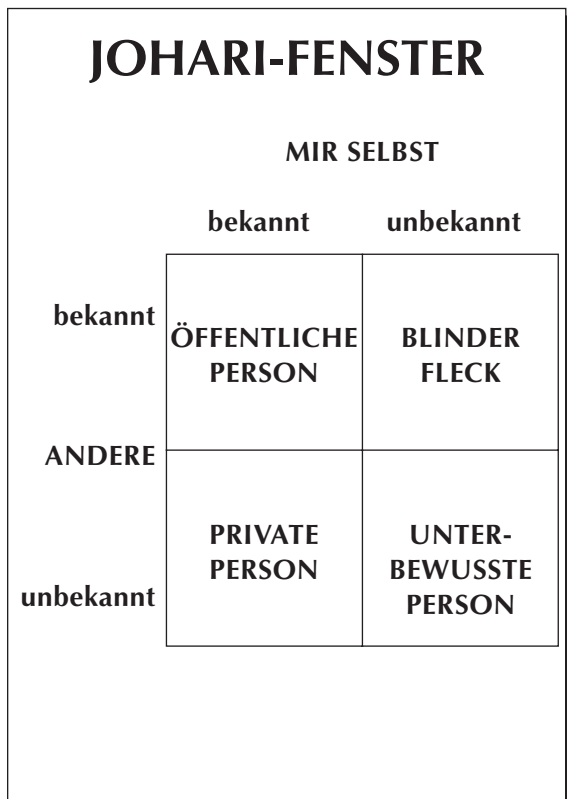 JOHARI-FENSTER
MIR SELBST
bekannt unbekannt
bekannt
ÖFFENTLICHE
PERSON
BLINDER
FLECK
ANDERE
PRIVATE
PERSON
UNTER-
BEWUSSTE
PERSON
unbekannt